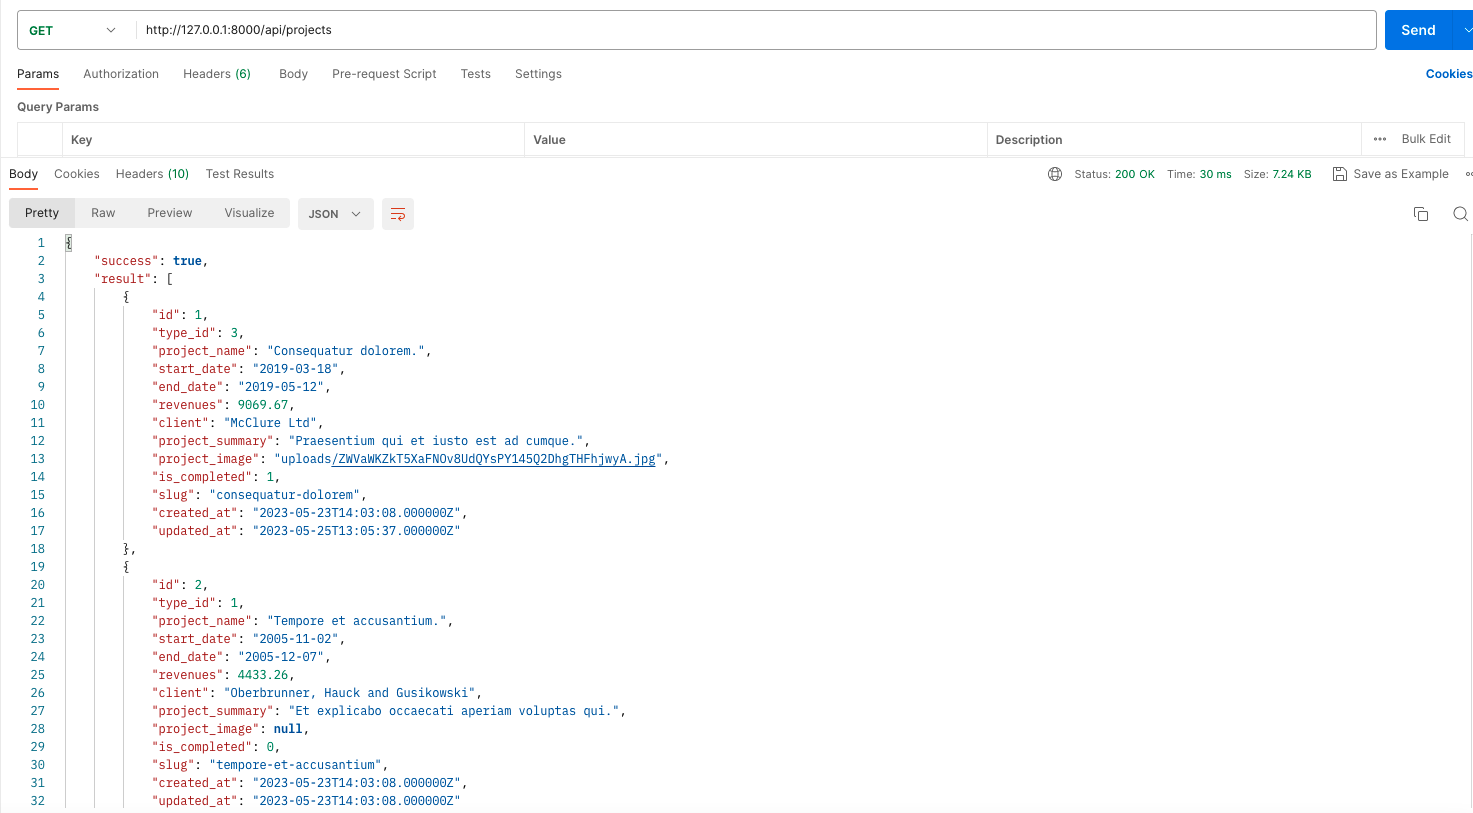 GET http://127.0.0.1:8000/api/projects Send
Params Authorization Headers (6) Body Pre-request Script Tests Settings Cookies
Query Params
Key Value Description ••• Bulk Edit
Body Cookies Headers (10) Test Results Status: 200 OK Time: 30 ms Size: 7.24 KB Save as Example
Pretty Raw Preview Visualize JSON
1 {
2 "success": true,
3 "result": [
4 {
5 "id": 1,
6 "type_id": 3,
7 "project_name": "Consequatur dolorem.",
8 "start_date": "2019-03-18",
9 "end_date": "2019-05-12",
10 "revenues": 9069.67,
11 "client": "McClure Ltd",
12 "project_summary": "Praesentium qui et iusto est ad cumque.",
13 "project_image": "uploads/ZWVaWKZkT5XaFNOv8UdQYsPY145Q2DhgTHFhjwyA.jpg",
14 "is_completed": 1,
15 "slug": "consequatur-dolorem",
16 "created_at": "2023-05-23T14:03:08.000000Z",
17 "updated_at": "2023-05-25T13:05:37.000000Z"
18 },
19 {
20 "id": 2,
21 "type_id": 1,
22 "project_name": "Tempore et accusantium.",
23 "start_date": "2005-11-02",
24 "end_date": "2005-12-07",
25 "revenues": 4433.26,
26 "client": "Oberbrunner, Hauck and Gusikowski",
27 "project_summary": "Et explicabo occaecati aperiam voluptas qui.",
28 "project_image": null,
29 "is_completed": 0,
30 "slug": "tempore-et-accusantium",
31 "created_at": "2023-05-23T14:03:08.000000Z",
32 "updated_at": "2023-05-23T14:03:08.000000Z"